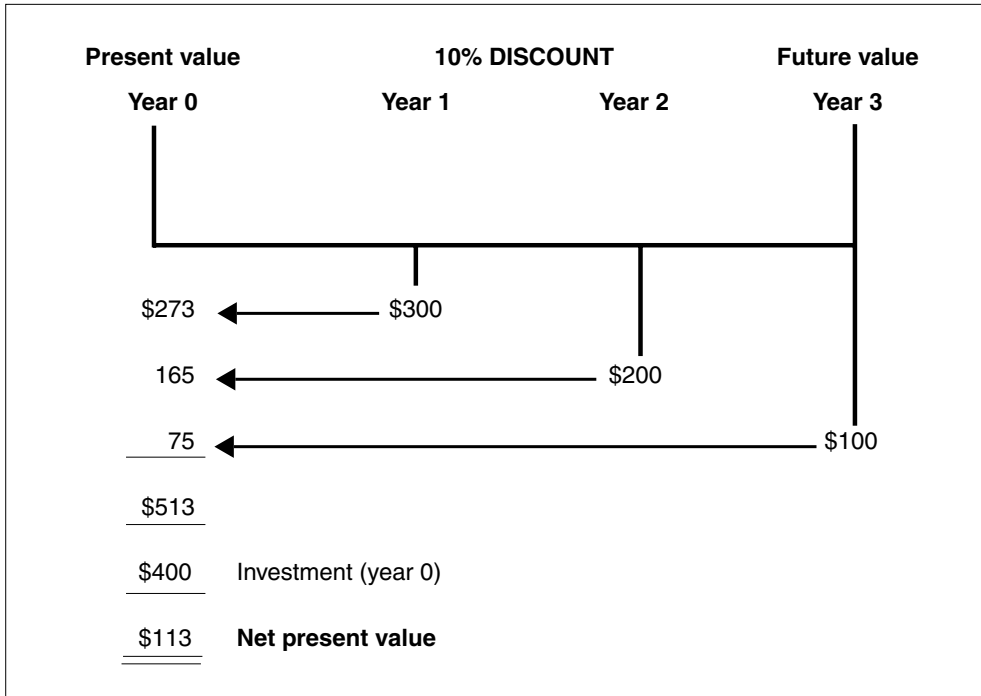 Present value 10% DISCOUNT Future value
Year 0 Year 1 Year 2 Year 3
$273 $300
165 $200
75 $100
$513
$400 Investment (year 0)
$113 Net present value